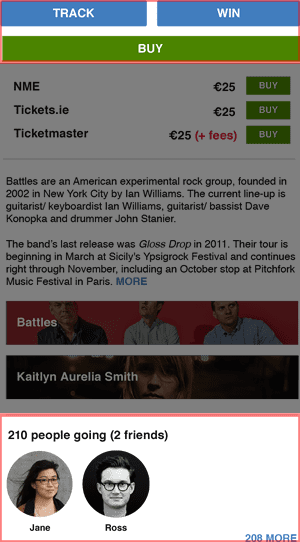 TRACK WIN
BUY
NME €25 BUY
Tickets.ie €25 BUY
Ticketmaster €25 (+ fees) BUY
Battles are an American experimental rock group, founded in
2002 in New York City by Ian Williams. The current line-up is
guitarist/ keyboardist Ian Williams, guitarist/ bassist Dave
Konopka and drummer John Stanier.
The band's last release was Gloss Drop in 2011. Their tour is
beginning in March at Sicily's Ypsigrock Festival and continues
right through November, including an October stop at Pitchfork
Music Festival in Paris. MORE
Battles
Kaitlyn Aurelia Smith
210 people going (2 friends)
Jane Ross
208 MORE